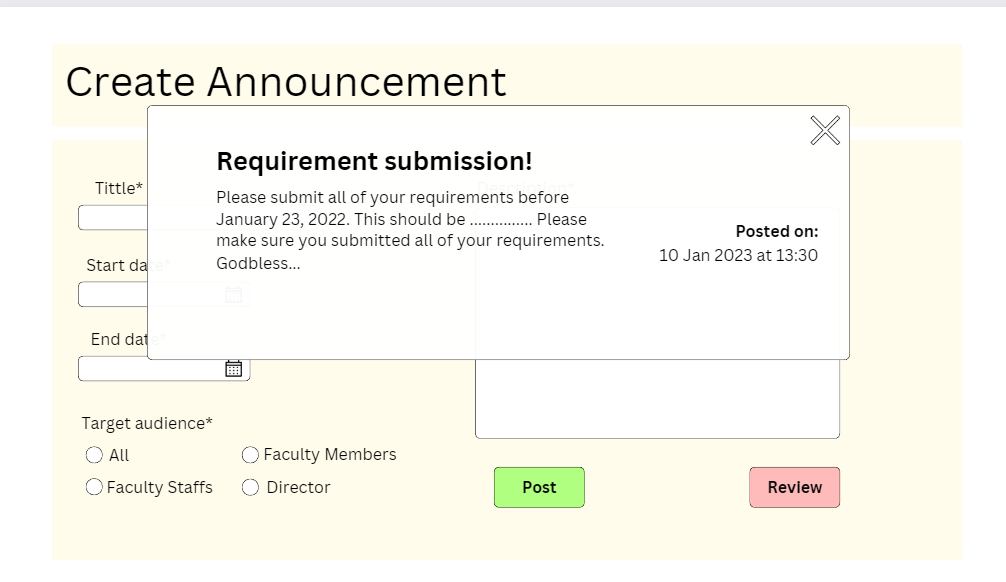 Create Announcement
Requirement submission!
Please submit all of your requirements before
January 23, 2022. This should be ............... Please
make sure you submitted all of your requirements.
Godbless...
Posted on:
10 Jan 2023 at 13:30
Tittle*
Start date*
End date*
Target audience*
All
Faculty Members
Faculty Staffs
Director
Post
Review